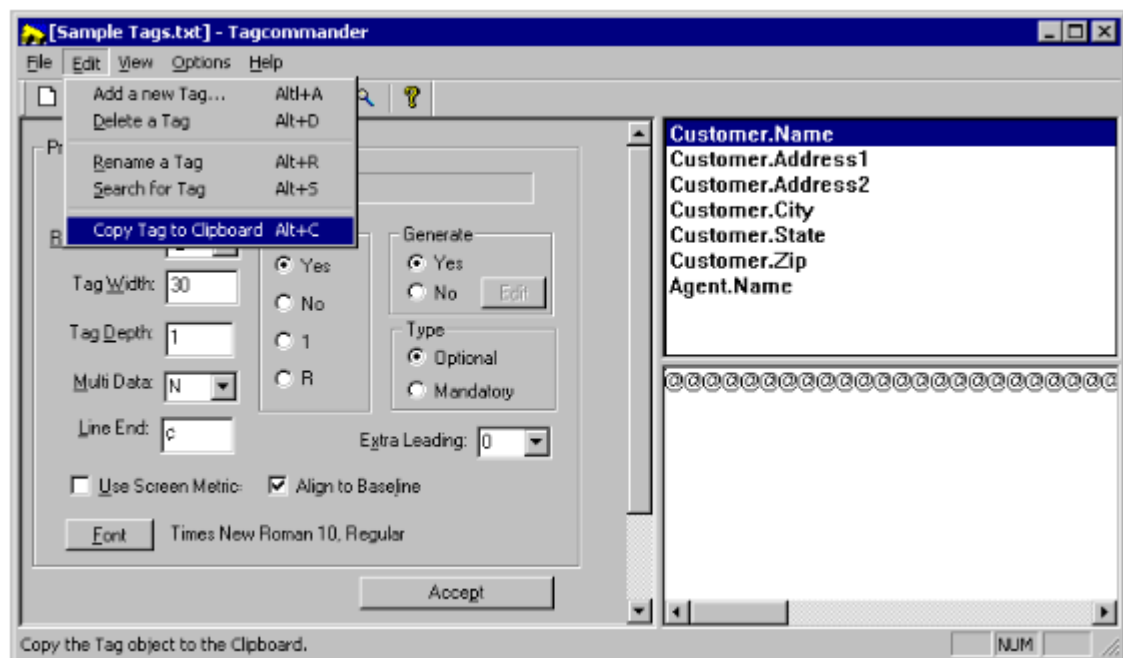 [Sample Tags.txt] - Tagcommander
File Edit View Options Help
Add a new Tag... Altl+A
Delete a Tag Alt+D
Rename a Tag Alt+R
Search for Tag Alt+S
Copy Tag to Clipboard Alt+C
Generate
Yes
No Edit
Yes
No
1
R
Type
Optional
Mandatory
Tag Width: 30
Tag Depth: 1
Multi Data: N
Line End: ç
Extra Leading: 0
Use Screen Metric
Align to Baseline
Font Times New Roman 10, Regular
Accept
Customer.Name
Customer.Address1
Customer.Address2
Customer.City
Customer.State
Customer.Zip
Agent.Name
@@@@@@@@@@@@@@@@@@@@@@@@@
Copy the Tag object to the Clipboard.
NUM